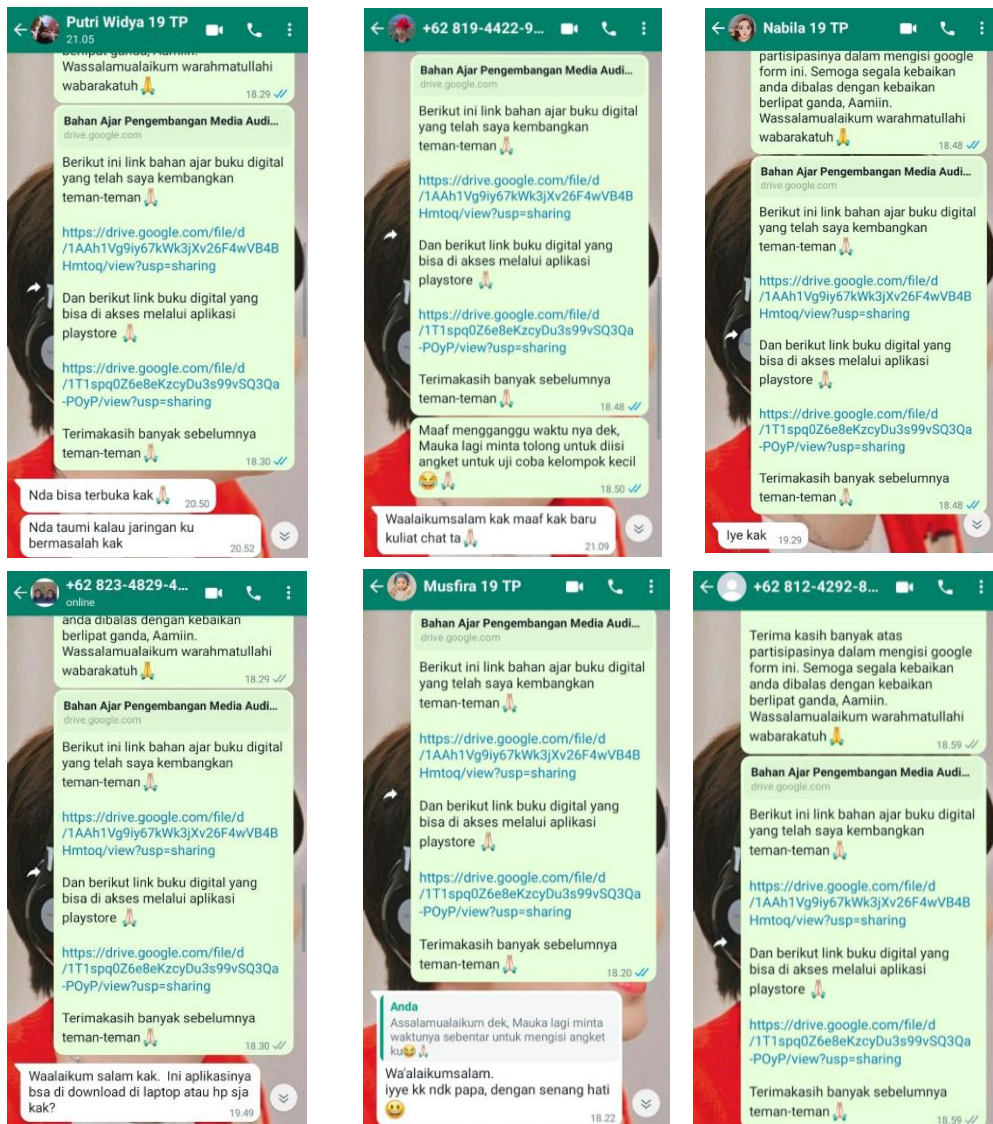 Putri Widya 19 TP
21.05
Wassalamualaikum warahmatullahi
wabarakatuh 🙏
18.29
Bahan Ajar Pengembangan Media Audi...
drive.google.com
Berikut ini link bahan ajar buku digital
yang telah saya kembangkan
teman-teman 🙏🏻
https://drive.google.com/file/d
/1AAh1Vg9iy67kWk3jXv26F4wVB4B
Hmtoq/view?usp=sharing
Dan berikut link buku digital yang
bisa di akses melalui aplikasi
playstore 🙏🏻
https://drive.google.com/file/d
/1T1spq0Z6e8eKzcyDu3s99vSQ3Qa
-POyP/view?usp=sharing
Terimakasih banyak sebelumnya
teman-teman 🙏🏻
18.30
Nda bisa terbuka kak 🙏🏻
20.50
Nda taumi kalau jaringan ku
bermasalah kak
20.52
+62 819-4422-9...
Bahan Ajar Pengembangan Media Audi...
drive.google.com
Berikut ini link bahan ajar buku digital
yang telah saya kembangkan
teman-teman 🙏🏻
https://drive.google.com/file/d
/1AAh1Vg9iy67kWk3jXv26F4wVB4B
Hmtoq/view?usp=sharing
Dan berikut link buku digital yang
bisa di akses melalui aplikasi
playstore 🙏🏻
https://drive.google.com/file/d
/1T1spq0Z6e8eKzcyDu3s99vSQ3Qa
-POyP/view?usp=sharing
Terimakasih banyak sebelumnya
teman-teman 🙏🏻
18.48
Maaf mengganggu waktu nya dek,
Mauka lagi minta tolong untuk diisi
angket untuk uji coba kelompok kecil
😂🙏🏻
18.50
Waalaikumsalam kak maaf kak baru
kuliat chat ta 🙏🏻
21.09
Nabila 19 TP
partisipasinya dalam mengisi google
form ini. Semoga segala kebaikan
anda dibalas dengan kebaikan
berlipat ganda, Aamiin.
Wassalamualaikum warahmatullahi
wabarakatuh 🙏
18.48
Bahan Ajar Pengembangan Media Audi...
drive.google.com
Berikut ini link bahan ajar buku digital
yang telah saya kembangkan
teman-teman 🙏🏻
https://drive.google.com/file/d
/1AAh1Vg9iy67kWk3jXv26F4wVB4B
Hmtoq/view?usp=sharing
Dan berikut link buku digital yang
bisa di akses melalui aplikasi
playstore 🙏🏻
https://drive.google.com/file/d
/1T1spq0Z6e8eKzcyDu3s99vSQ3Qa
-POyP/view?usp=sharing
Terimakasih banyak sebelumnya
teman-teman 🙏🏻
18.48
Iye kak
19.29
+62 823-4829-4...
online
anda dibalas dengan kebaikan
berlipat ganda, Aamiin.
Wassalamualaikum warahmatullahi
wabarakatuh 🙏
18.29
Bahan Ajar Pengembangan Media Audi...
drive.google.com
Berikut ini link bahan ajar buku digital
yang telah saya kembangkan
teman-teman 🙏🏻
https://drive.google.com/file/d
/1AAh1Vg9iy67kWk3jXv26F4wVB4B
Hmtoq/view?usp=sharing
Dan berikut link buku digital yang
bisa di akses melalui aplikasi
playstore 🙏🏻
https://drive.google.com/file/d
/1T1spq0Z6e8eKzcyDu3s99vSQ3Qa
-POyP/view?usp=sharing
Terimakasih banyak sebelumnya
teman-teman 🙏🏻
18.30
Waalaikum salam kak. Ini aplikasinya
bsa di download di laptop atau hp sja
kak?
19.49
Musfira 19 TP
Bahan Ajar Pengembangan Media Audi...
drive.google.com
Berikut ini link bahan ajar buku digital
yang telah saya kembangkan
teman-teman 🙏🏻
https://drive.google.com/file/d
/1AAh1Vg9iy67kWk3jXv26F4wVB4B
Hmtoq/view?usp=sharing
Dan berikut link buku digital yang
bisa di akses melalui aplikasi
playstore 🙏🏻
https://drive.google.com/file/d
/1T1spq0Z6e8eKzcyDu3s99vSQ3Qa
-POyP/view?usp=sharing
Terimakasih banyak sebelumnya
teman-teman 🙏🏻
18.20
Anda
Assalamualaikum dek, Mauka lagi minta
waktunya sebentar untuk mengisi angket
ku😂🙏🏻
Wa'alaikumsalam.
iyye kk ndk papa, dengan senang hati
😃
18.22
+62 812-4292-8...
Terima kasih banyak atas
partisipasinya dalam mengisi google
form ini. Semoga segala kebaikan
anda dibalas dengan kebaikan
berlipat ganda, Aamiin.
Wassalamualaikum warahmatullahi
wabarakatuh 🙏
18.59
Bahan Ajar Pengembangan Media Audi...
drive.google.com
Berikut ini link bahan ajar buku digital
yang telah saya kembangkan
teman-teman 🙏🏻
https://drive.google.com/file/d
/1AAh1Vg9iy67kWk3jXv26F4wVB4B
Hmtoq/view?usp=sharing
Dan berikut link buku digital yang
bisa di akses melalui aplikasi
playstore 🙏🏻
https://drive.google.com/file/d
/1T1spq0Z6e8eKzcyDu3s99vSQ3Qa
-POyP/view?usp=sharing
Terimakasih banyak sebelumnya
teman-teman 🙏🏻
18.59